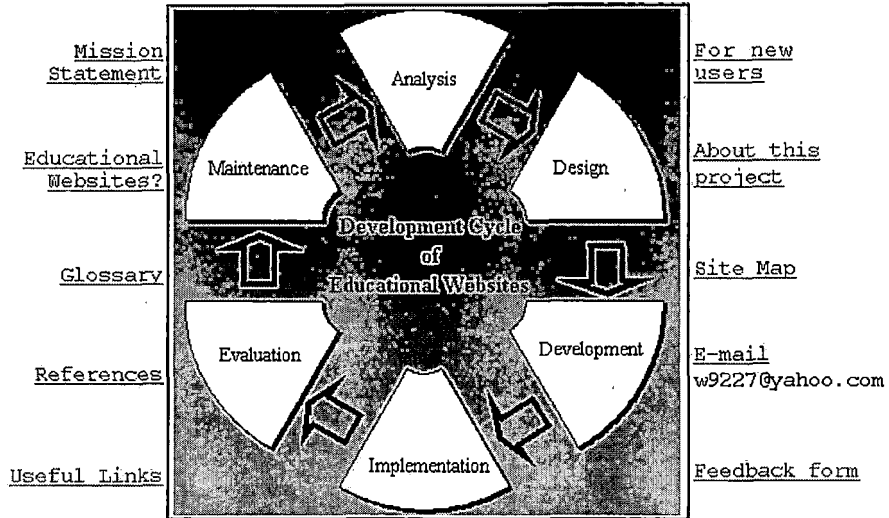 Mission
Statement
Educational
Websites?
Glossary
References
Useful Links
Analysis
Maintenance
Design
Development Cycle
of
Educational Websites
Evaluation
Development
Implementation
For new
users
About this
project
Site Map
E-mail
w9227@yahoo.com
Feedback form